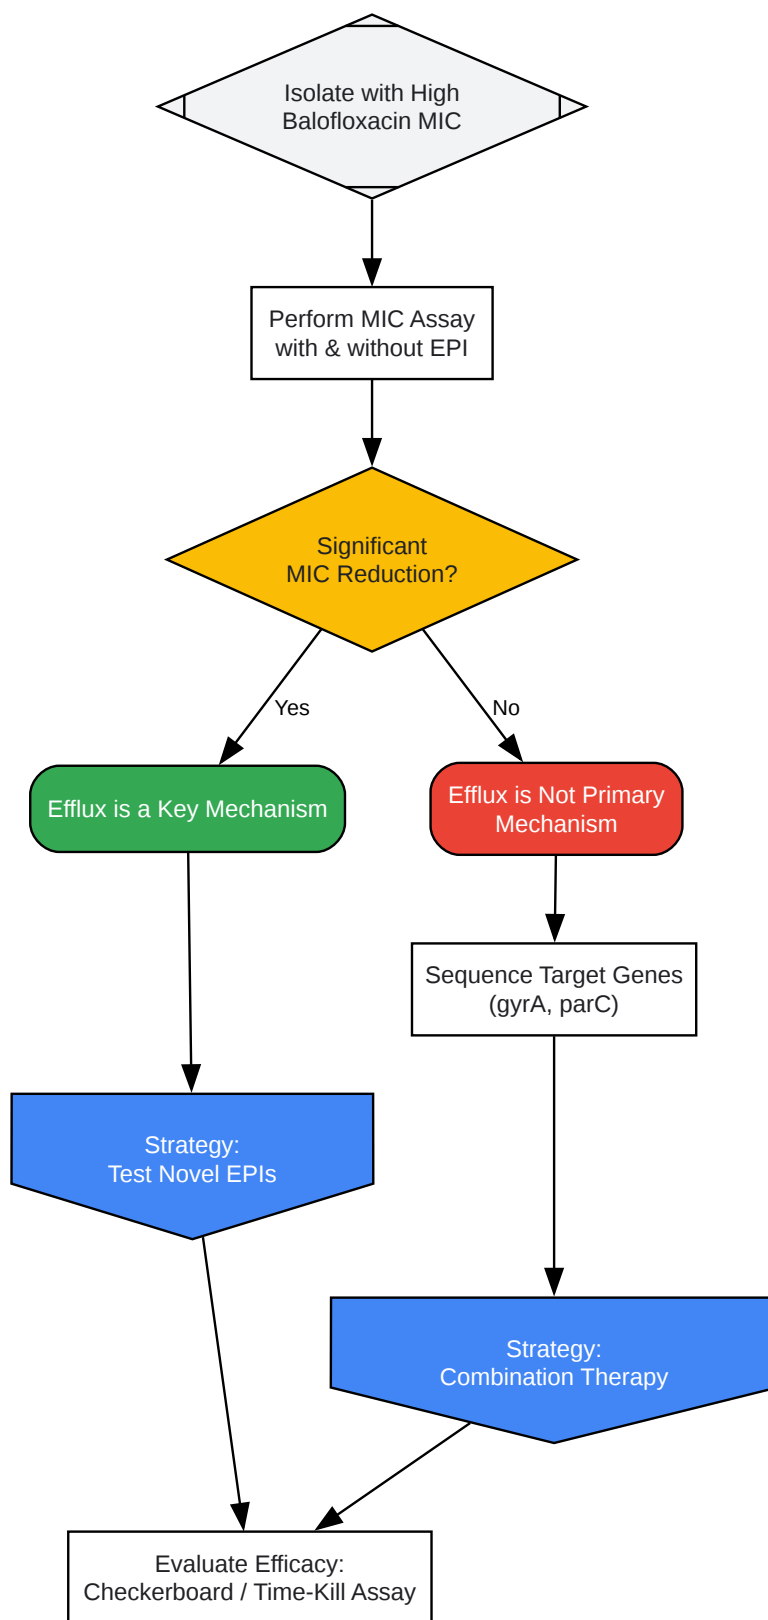 Isolate with High
Balofloxacin MIC
Perform MIC Assay
with & without EPI
Significant
MIC Reduction?
Yes
No
Efflux is a Key Mechanism
Efflux is Not Primary
Mechanism
Sequence Target Genes
(gyrA, parC)
Strategy:
Test Novel EPIs
Strategy:
Combination Therapy
Evaluate Efficacy:
Checkerboard / Time-Kill Assay